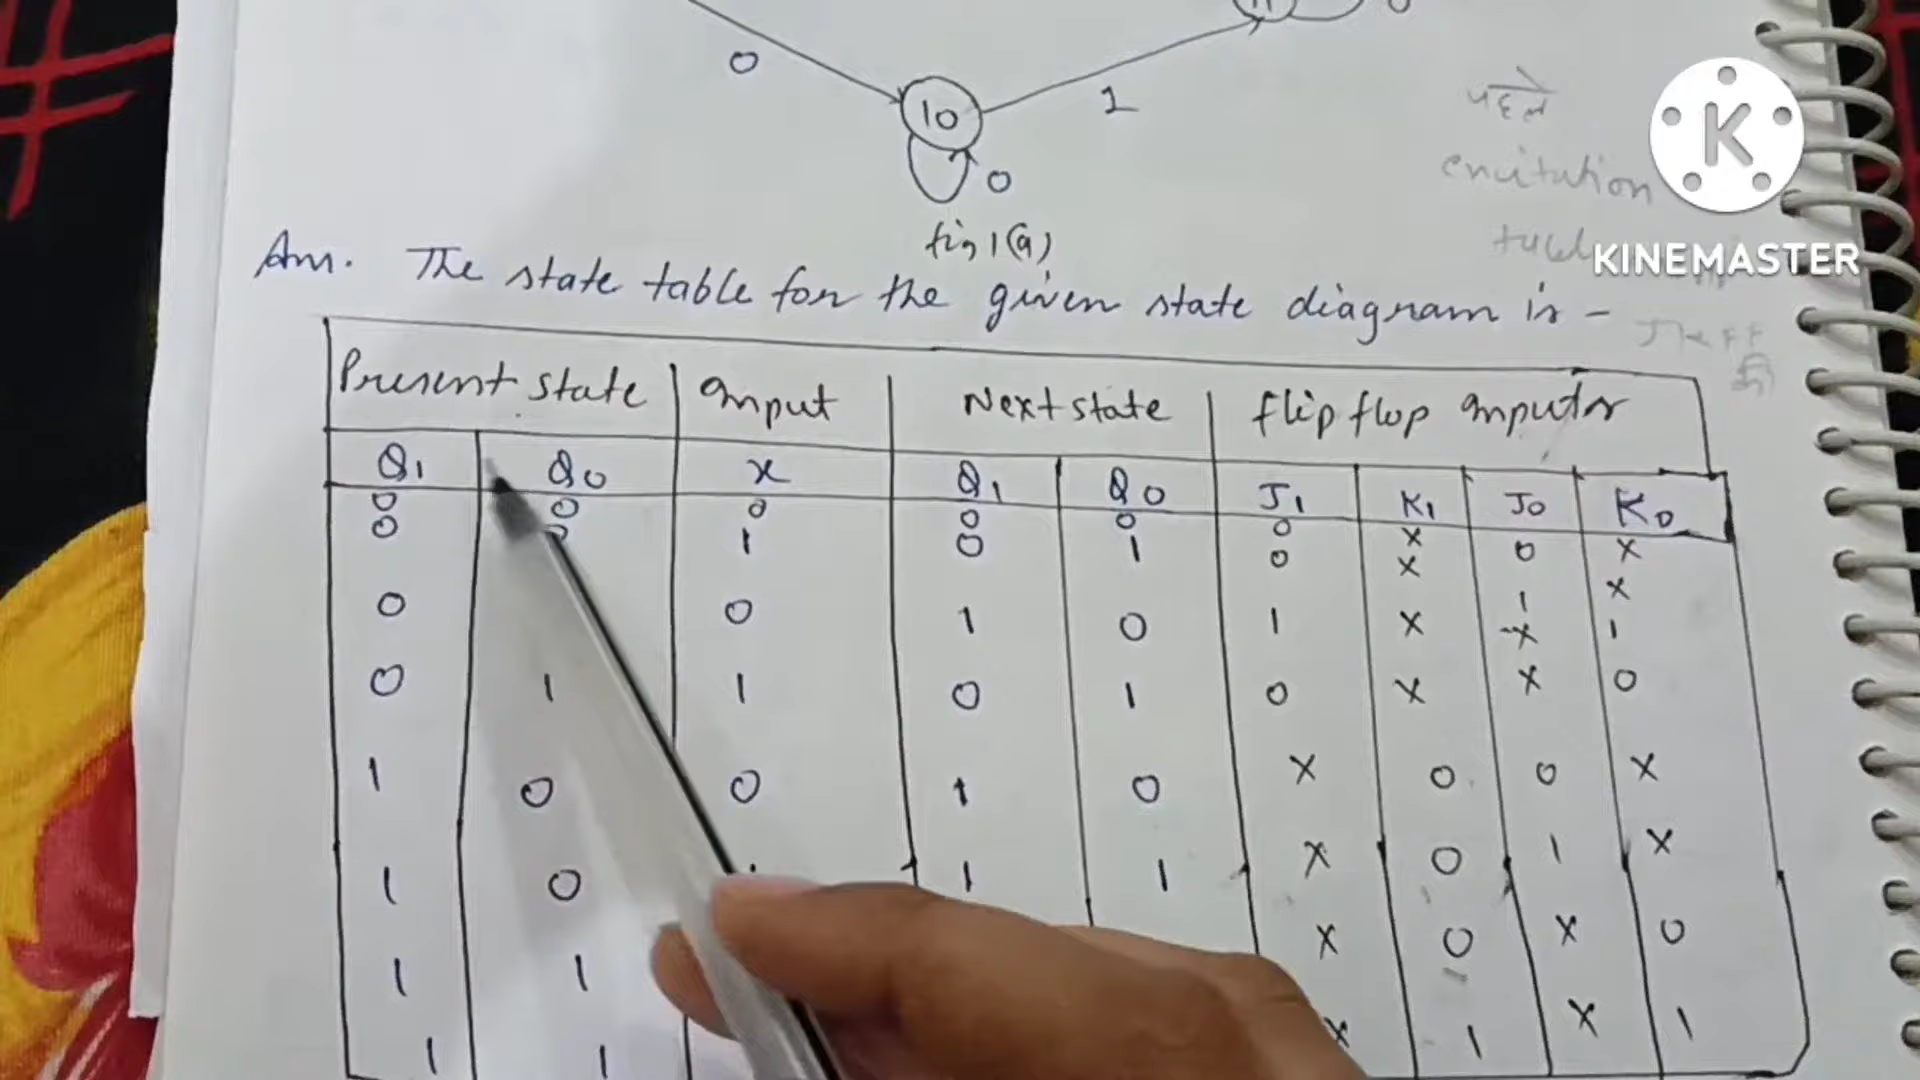 0
10
1
0
fig 1(a)
पहले
excitation
KINEMASTER
Ans. The state table for the given state diagram is -
Present state Input Next state flip flop inputs
Q1 Q0 x Q1 Q0 J1 K1 J0 K0
0 0 0 0 0 0 x 0 x
0 1 0 1 0 x 1 x
0 0 1 0 1 x x 1
0 1 1 0 1 0 x x 0
1 0 0 1 0 x 0 0 x
1 0 1 1 x 0 1 x
1 1 x 0 x 0
1 1 x 1 x 1